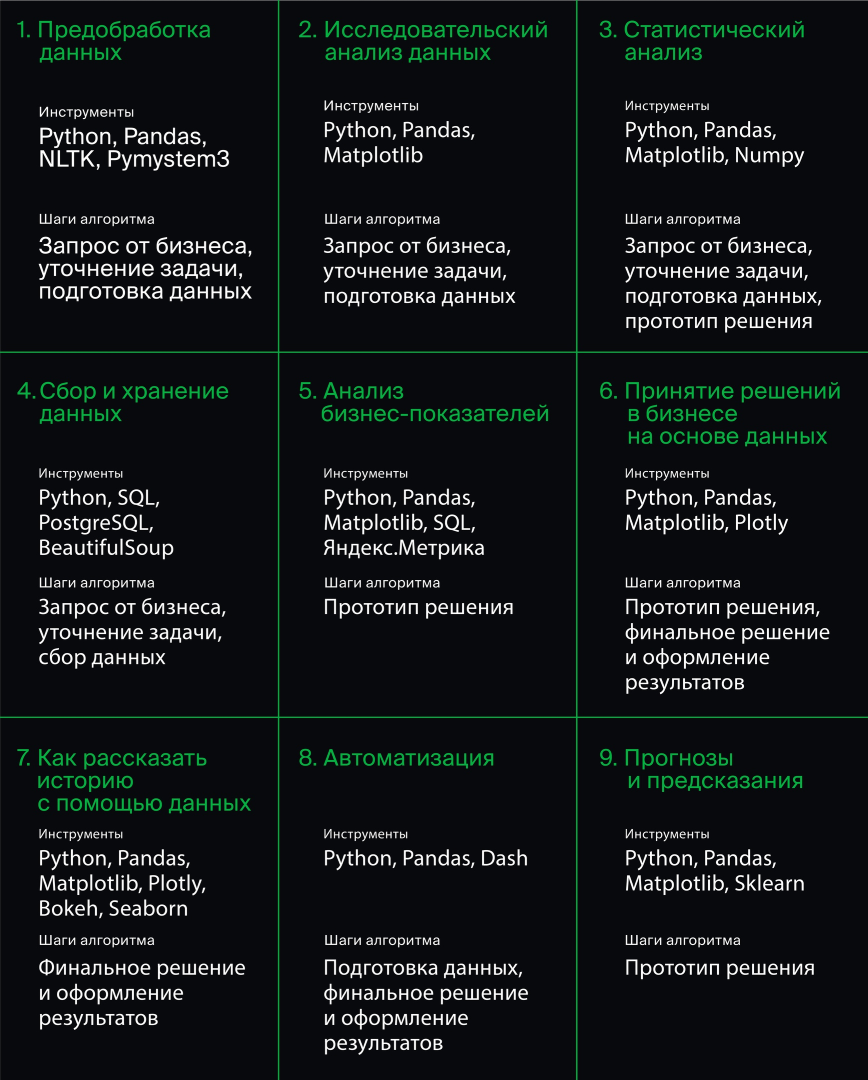 1. Предобработка
данных
Инструменты
Python, Pandas,
NLTK, Pymystem3
Шаги алгоритма
Запрос от бизнеса,
уточнение задачи,
подготовка данных
2. Исследовательский
анализ данных
Инструменты
Python, Pandas,
Matplotlib
Шаги алгоритма
Запрос от бизнеса,
уточнение задачи,
подготовка данных
3. Статистический
анализ
Инструменты
Python, Pandas,
Matplotlib, Numpy
Шаги алгоритма
Запрос от бизнеса,
уточнение задачи,
подготовка данных,
прототип решения
4. Сбор и хранение
данных
Инструменты
Python, SQL,
PostgreSQL,
BeautifulSoup
Шаги алгоритма
Запрос от бизнеса,
уточнение задачи,
сбор данных
5. Анализ
бизнес-показателей
Инструменты
Python, Pandas,
Matplotlib, SQL,
Яндекс.Метрика
Шаги алгоритма
Прототип решения
6. Принятие решений
в бизнесе
на основе данных
Инструменты
Python, Pandas,
Matplotlib, Plotly
Шаги алгоритма
Прототип решения,
финальное решение
и оформление
результатов
7. Как рассказать
историю
с помощью данных
Инструменты
Python, Pandas,
Matplotlib, Plotly,
Bokeh, Seaborn
Шаги алгоритма
Финальное решение
и оформление
результатов
8. Автоматизация
Инструменты
Python, Pandas, Dash
Шаги алгоритма
Подготовка данных,
финальное решение
и оформление
результатов
9. Прогнозы
и предсказания
Инструменты
Python, Pandas,
Matplotlib, Sklearn
Шаги алгоритма
Прототип решения